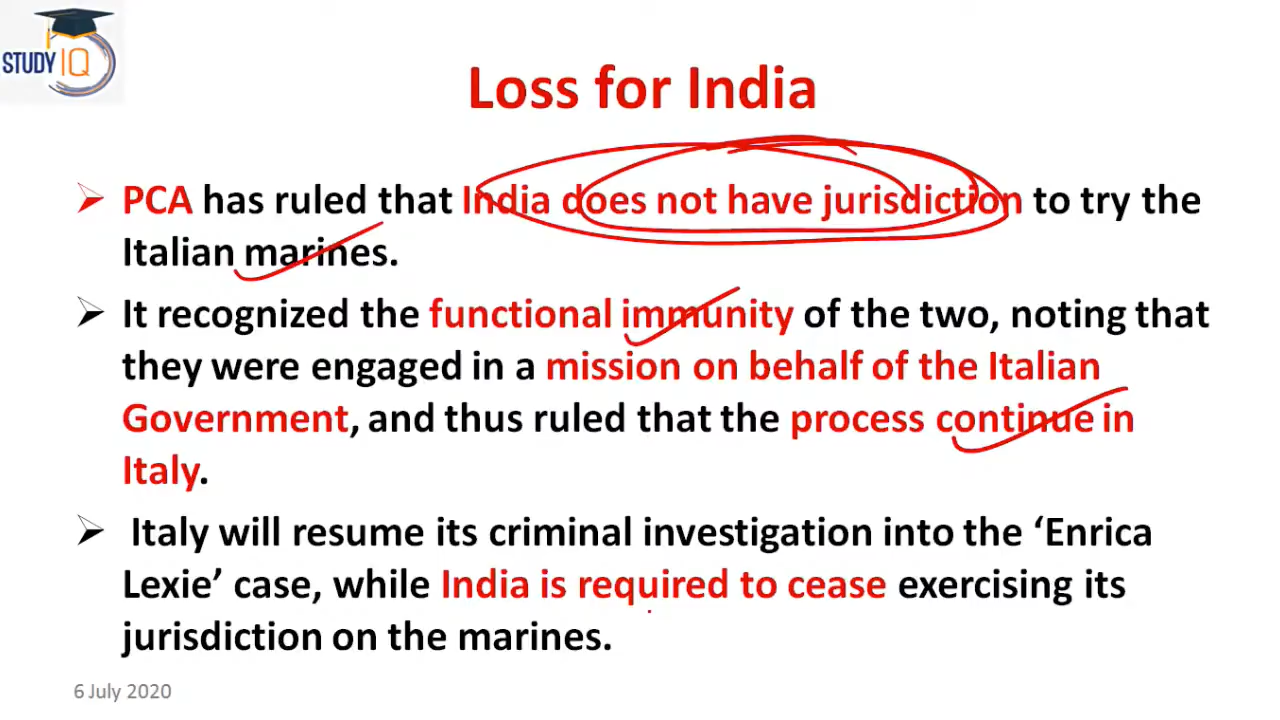 STUDY IQ
Loss for India
PCA has ruled that India does not have jurisdiction to try the
Italian marines.
It recognized the functional immunity of the two, noting that
they were engaged in a mission on behalf of the Italian
Government, and thus ruled that the process continue in
Italy.
Italy will resume its criminal investigation into the ‘Enrica
Lexie’ case, while India is required to cease exercising its
jurisdiction on the marines.
6 July 2020